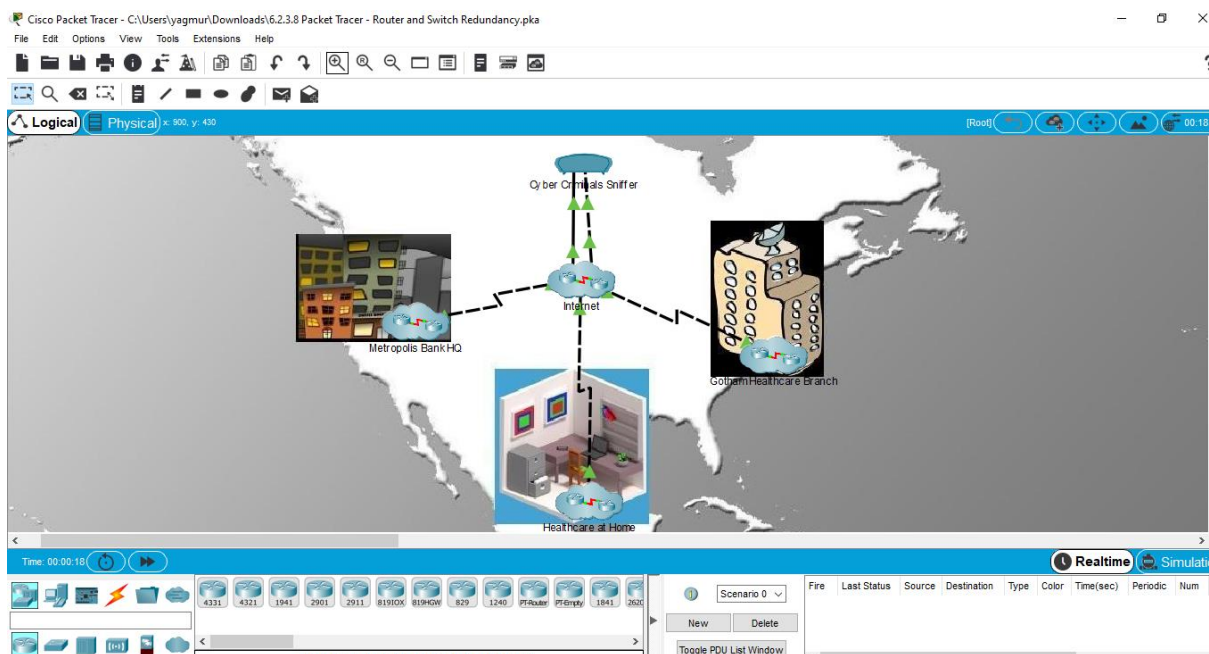 Cisco Packet Tracer - C:\Users\yagmur\Downloads\6.2.3.8 Packet Tracer - Router and Switch Redundancy.pka
File Edit Options View Tools Extensions Help
Logical Physical x: 900, y: 430 [Root] 00:18
Cyber Criminals Sniffer
Internet
Metropolis Bank HQ
Gotham Healthcare Branch
Healthcare at Home
Time: 00:00:18 Realtime Simulati
4331 4321 1941 2901 2911 819IOX 819HGW 829 1240 PT-Router PT-Empty 1841 262
Scenario 0
Fire Last Status Source Destination Type Color Time(sec) Periodic Num
New Delete
Toggle PDU List Window